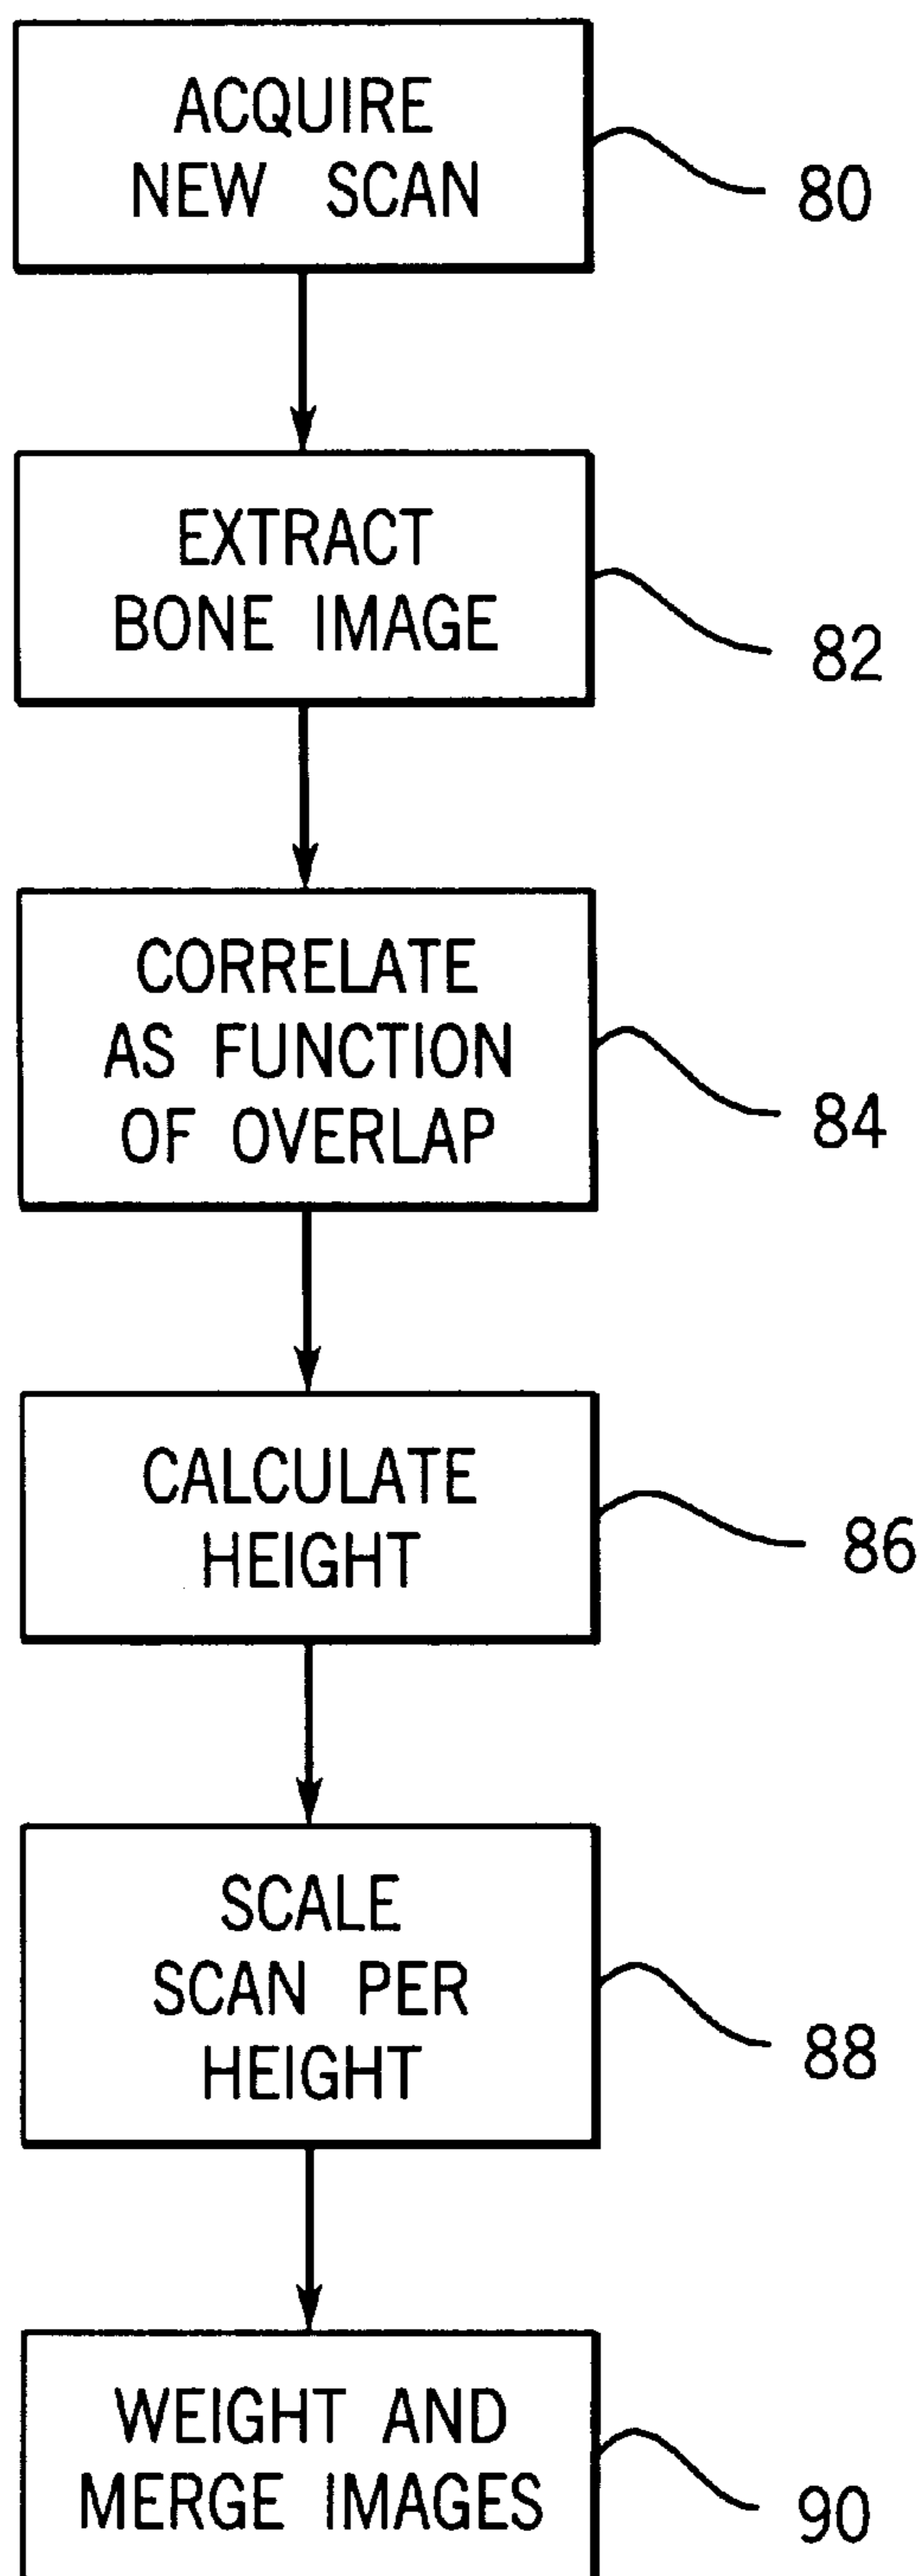 ACQUIRE
NEW SCAN
80
EXTRACT
BONE IMAGE
82
CORRELATE
AS FUNCTION
OF OVERLAP
84
CALCULATE
HEIGHT
86
SCALE
SCAN PER
HEIGHT
88
WEIGHT AND
MERGE IMAGES
90